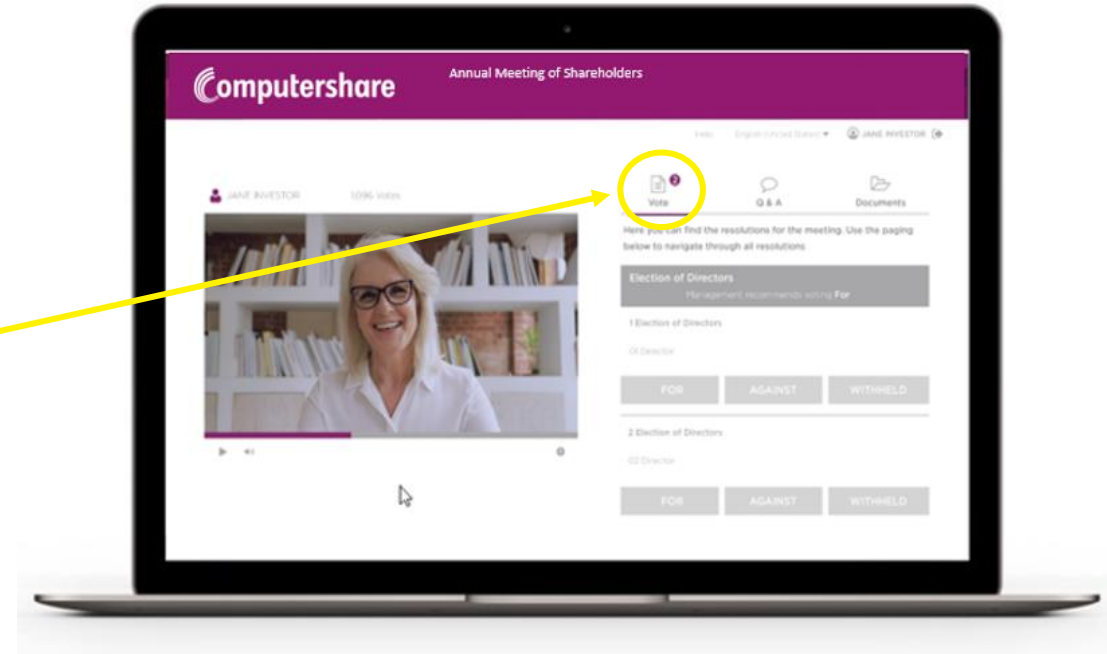 Computershare
Annual Meeting of Shareholders
Help English (United States) JANE INVESTOR
JANE INVESTOR 1096 Votes
2
Vote Q & A Documents
Here you can find the resolutions for the meeting. Use the paging
below to navigate through all resolutions
Election of Directors
Management recommends voting For
1 Election of Directors
01 Director
FOR AGAINST WITHHELD
2 Election of Directors
02 Director
FOR AGAINST WITHHELD